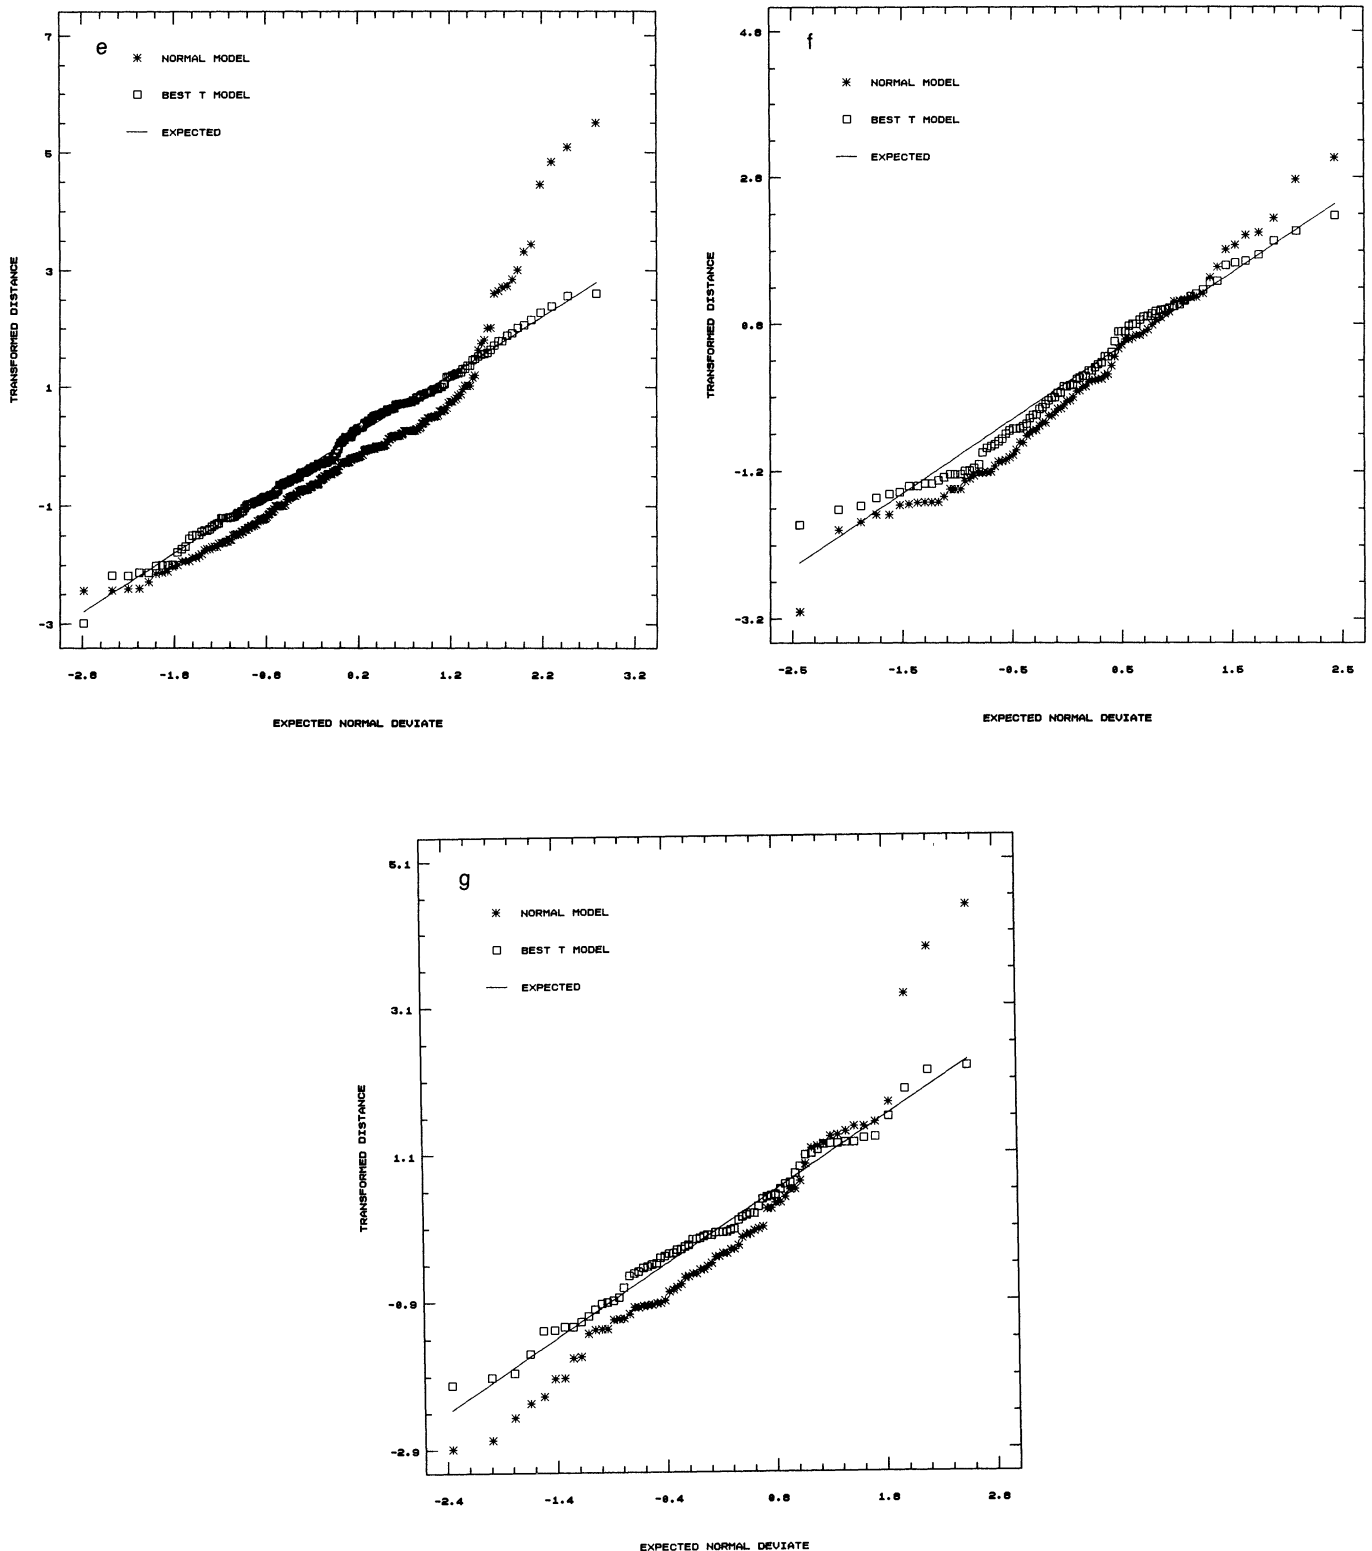 e
7
5
3
1
-1
-3
* NORMAL MODEL
□ BEST T MODEL
— EXPECTED
TRANSFORMED DISTANCE
-2.8 -1.8 -0.8 0.2 1.2 2.2 3.2
EXPECTED NORMAL DEVIATE
f
4.8
2.8
0.8
-1.2
-3.2
* NORMAL MODEL
□ BEST T MODEL
— EXPECTED
TRANSFORMED DISTANCE
-2.5 -1.5 -0.5 0.5 1.5 2.5
EXPECTED NORMAL DEVIATE
g
5.1
3.1
1.1
-0.9
-2.9
* NORMAL MODEL
□ BEST T MODEL
— EXPECTED
TRANSFORMED DISTANCE
-2.4 -1.4 -0.4 0.6 1.6 2.6
EXPECTED NORMAL DEVIATE